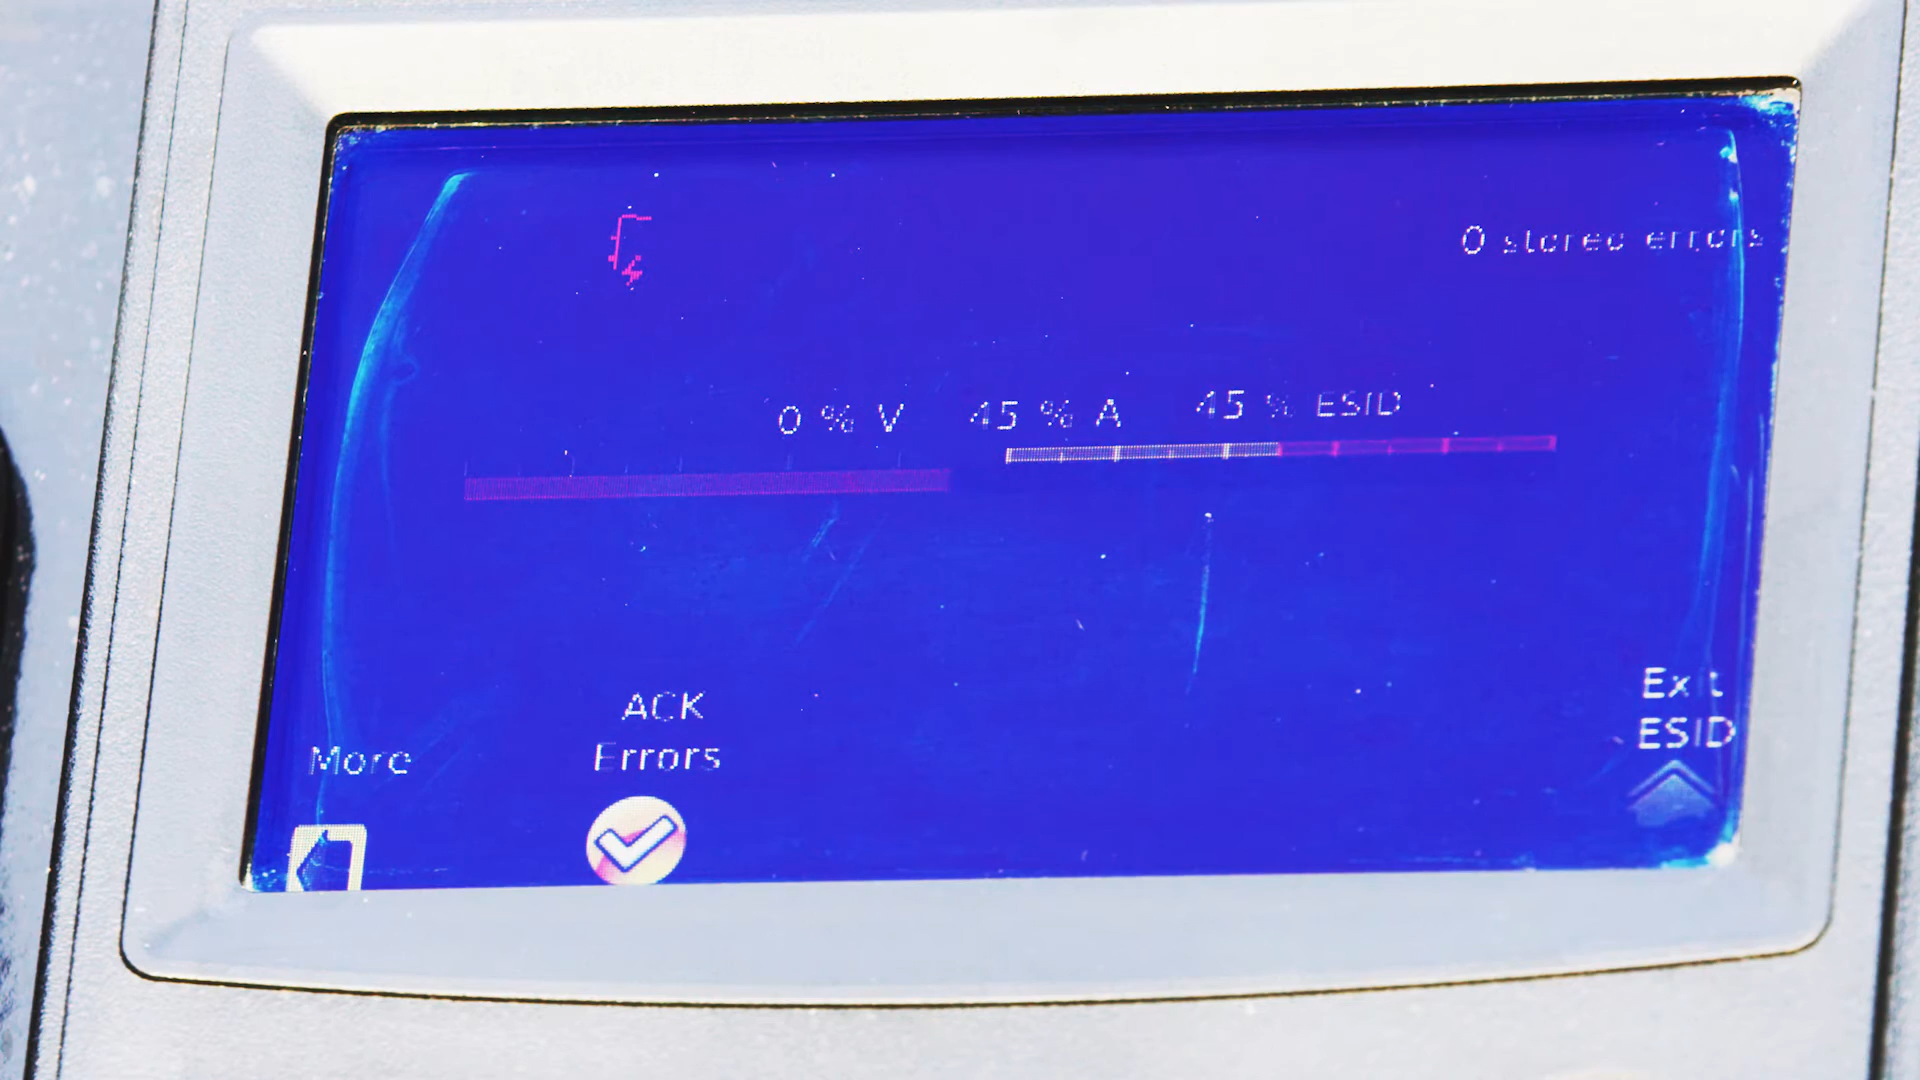 0 stored errors
0 % V 45 % A 45 % ESID
More
ACK
Errors
Exit
ESID